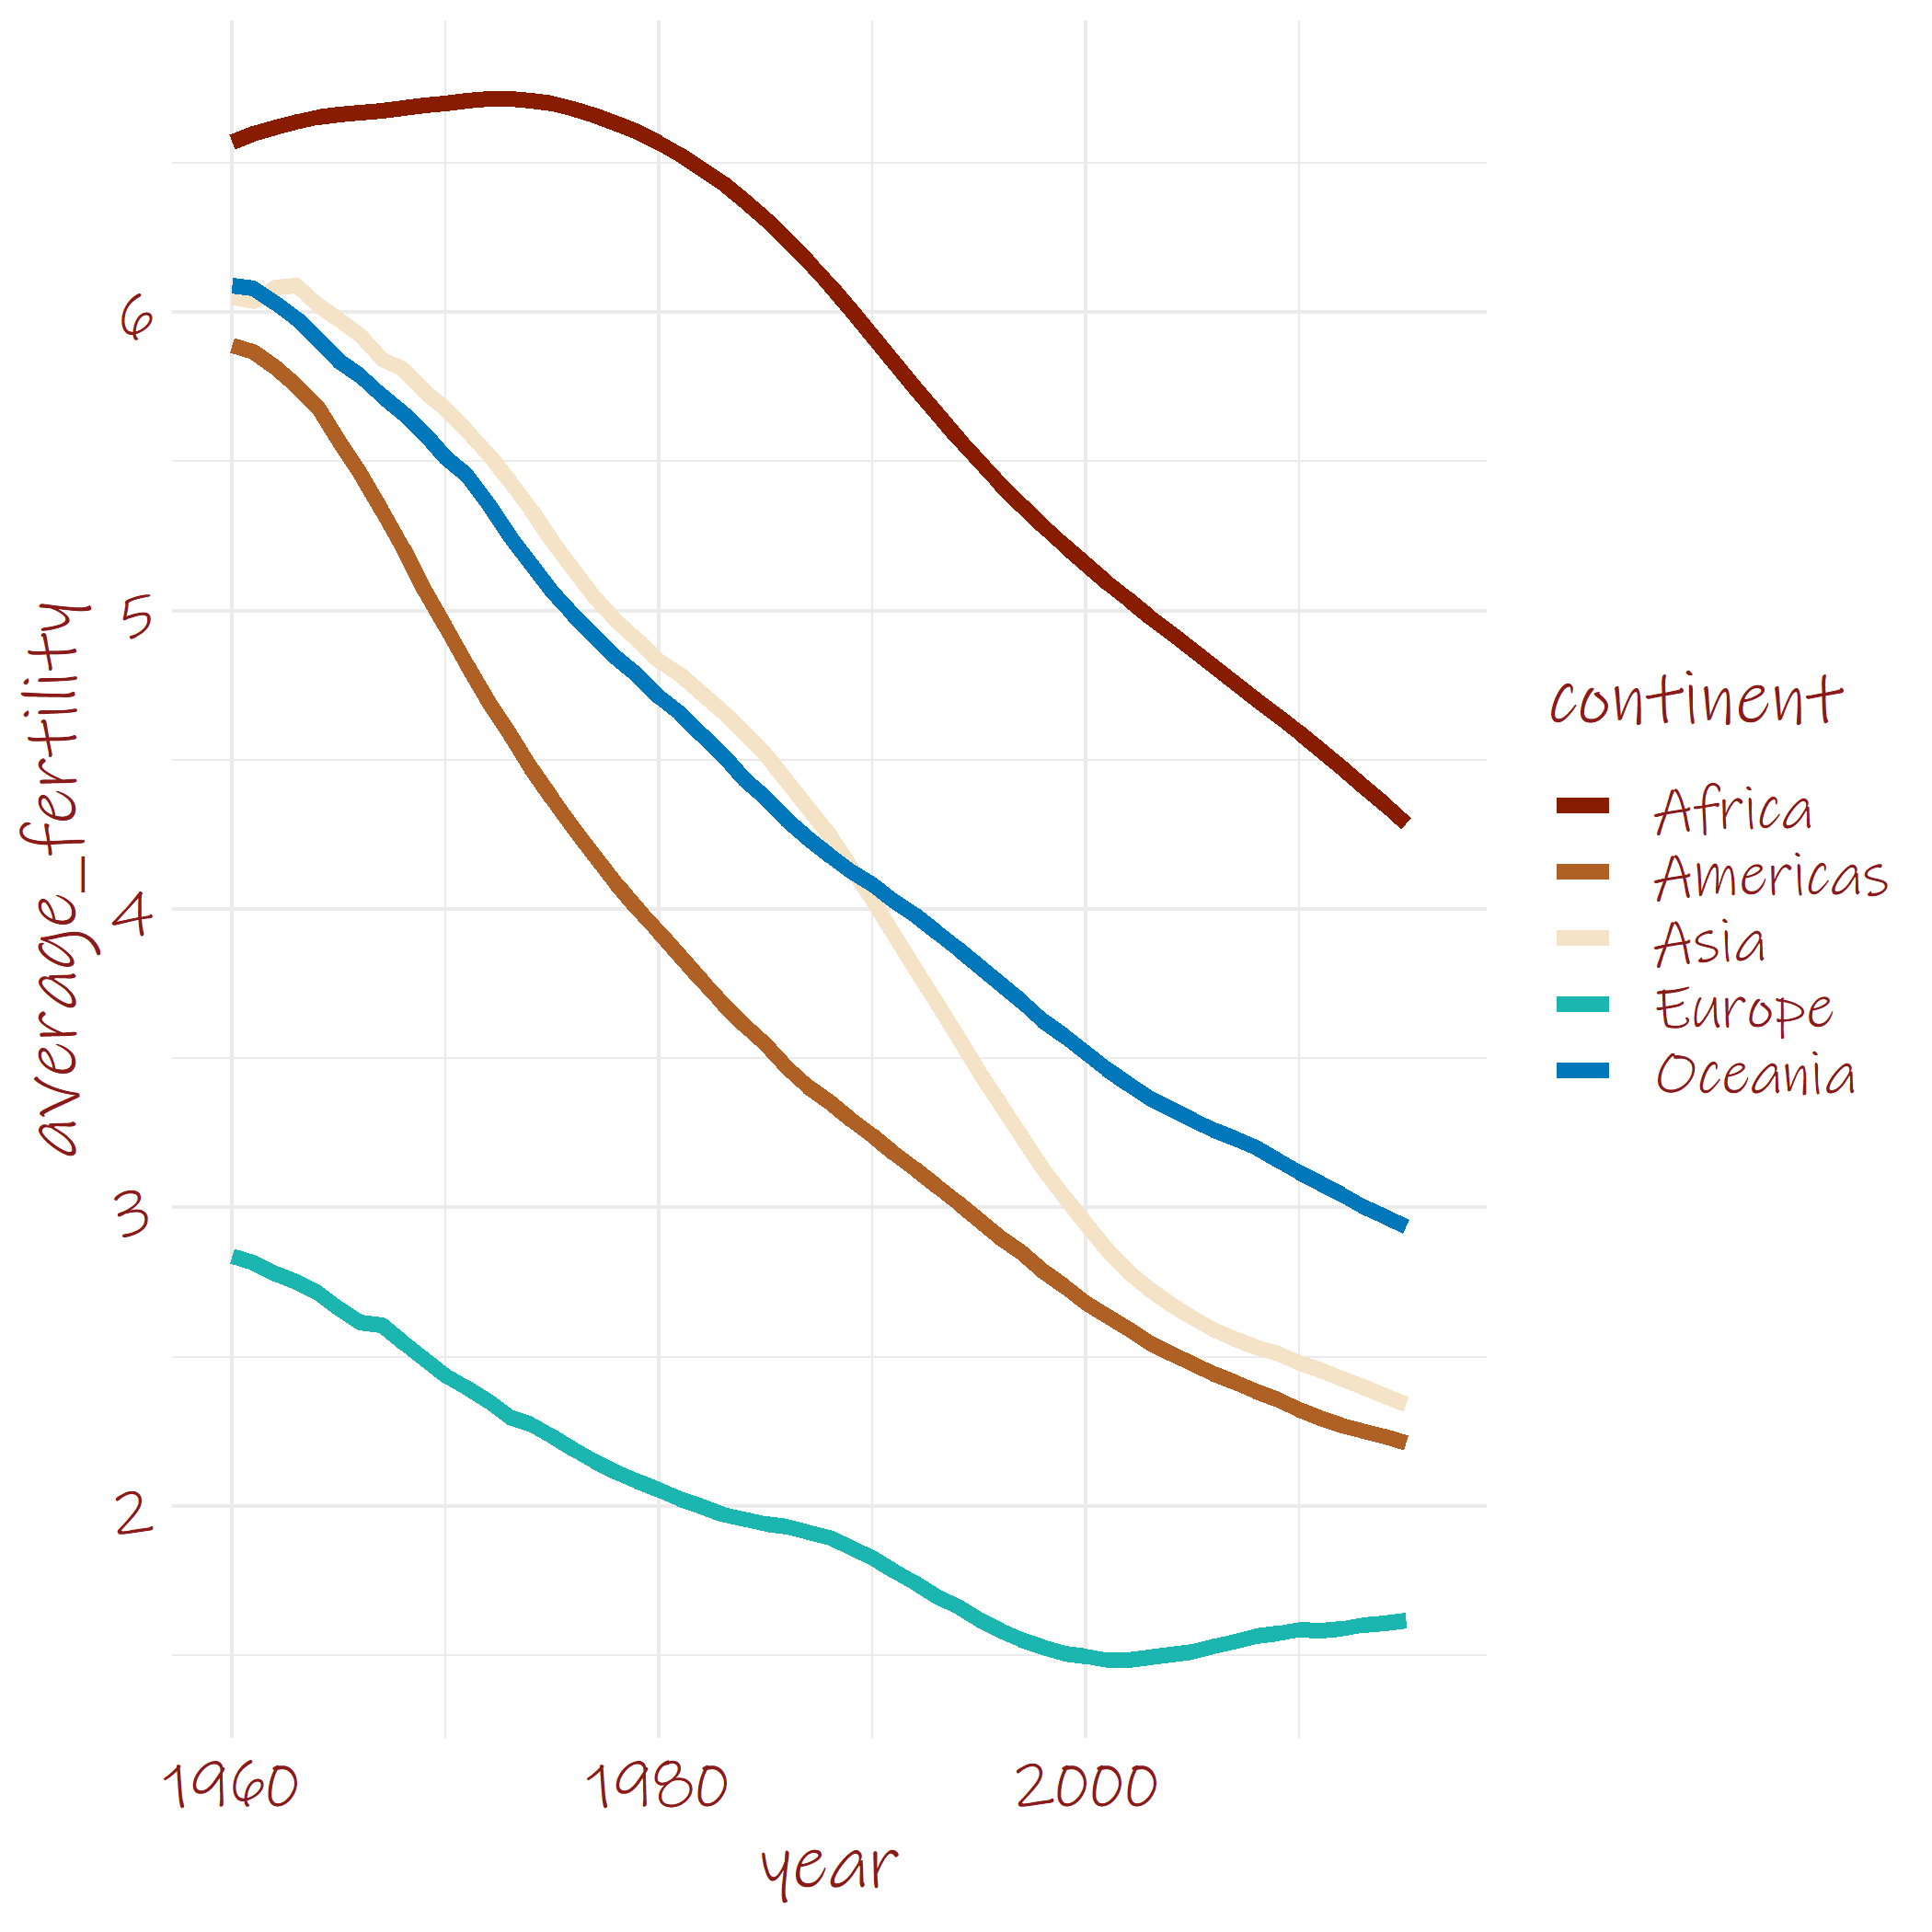 6
5
4
3
2
average_fertility
1960 1980 2000
year
continent
Africa
Americas
Asia
Europe
Oceania